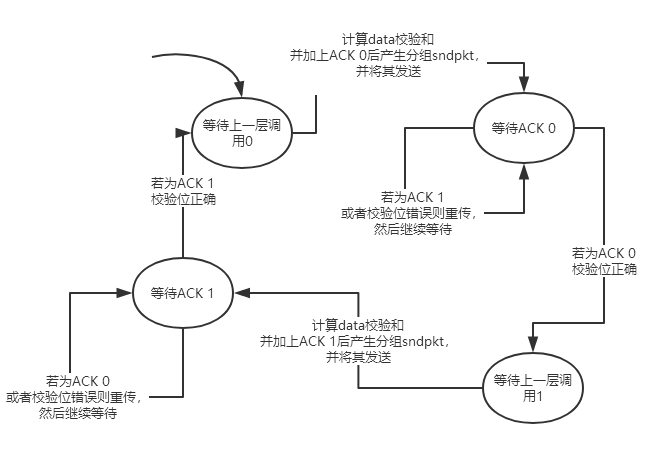 计算data校验和
并加上ACK 0后产生分组sndpkt，
并将其发送
等待上一层调
用0
等待ACK 0
若为ACK 1
校验位正确
若为ACK 1
或者校验位错误则重传，
然后继续等待
若为ACK 0
校验位正确
等待ACK 1
计算data校验和
并加上ACK 1后产生分组sndpkt，
并将其发送
若为ACK 0
或者校验位错误则重传，
然后继续等待
等待上一层调
用1